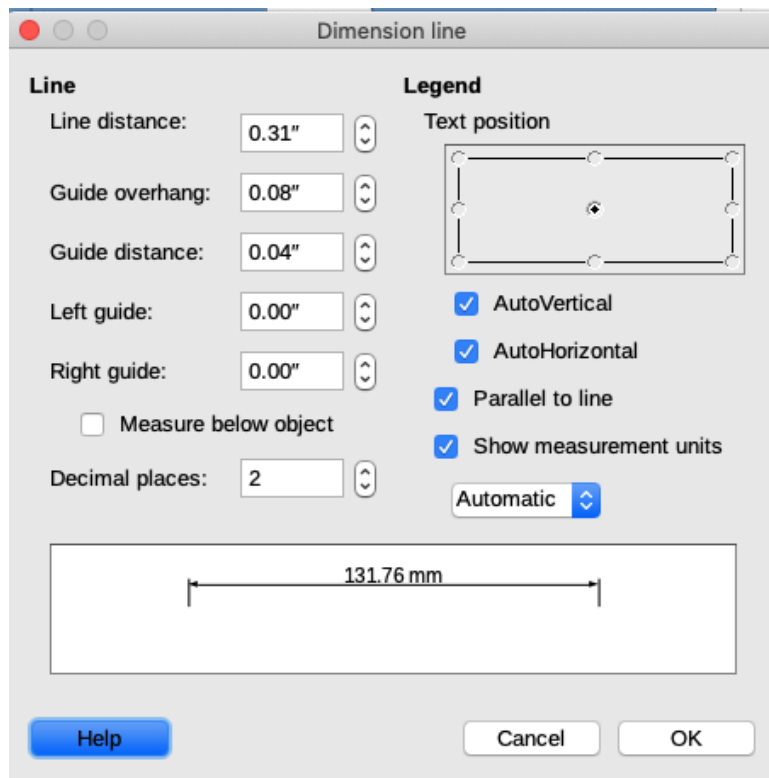 Dimension line
Line
Line distance: 0.31″
Guide overhang: 0.08″
Guide distance: 0.04″
Left guide: 0.00″
Right guide: 0.00″
Measure below object
Decimal places: 2
Legend
Text position
AutoVertical
AutoHorizontal
Parallel to line
Show measurement units
Automatic
131.76 mm
Help
Cancel
OK